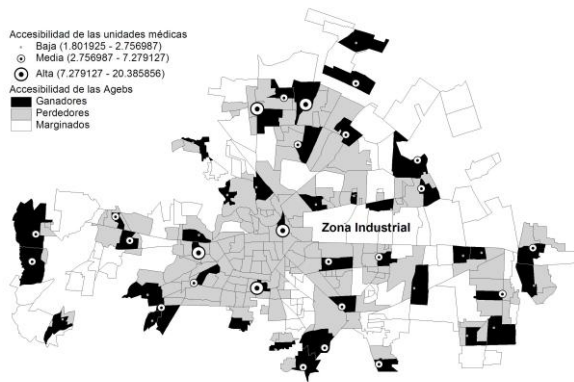 Accesibilidad de las unidades médicas
Baja (1.801925 - 2.756987)
Media (2.756987 - 7.279127)
Alta (7.279127 - 20.385856)
Accesibilidad de las Agebs
Ganadores
Perdedores
Marginados
Zona Industrial